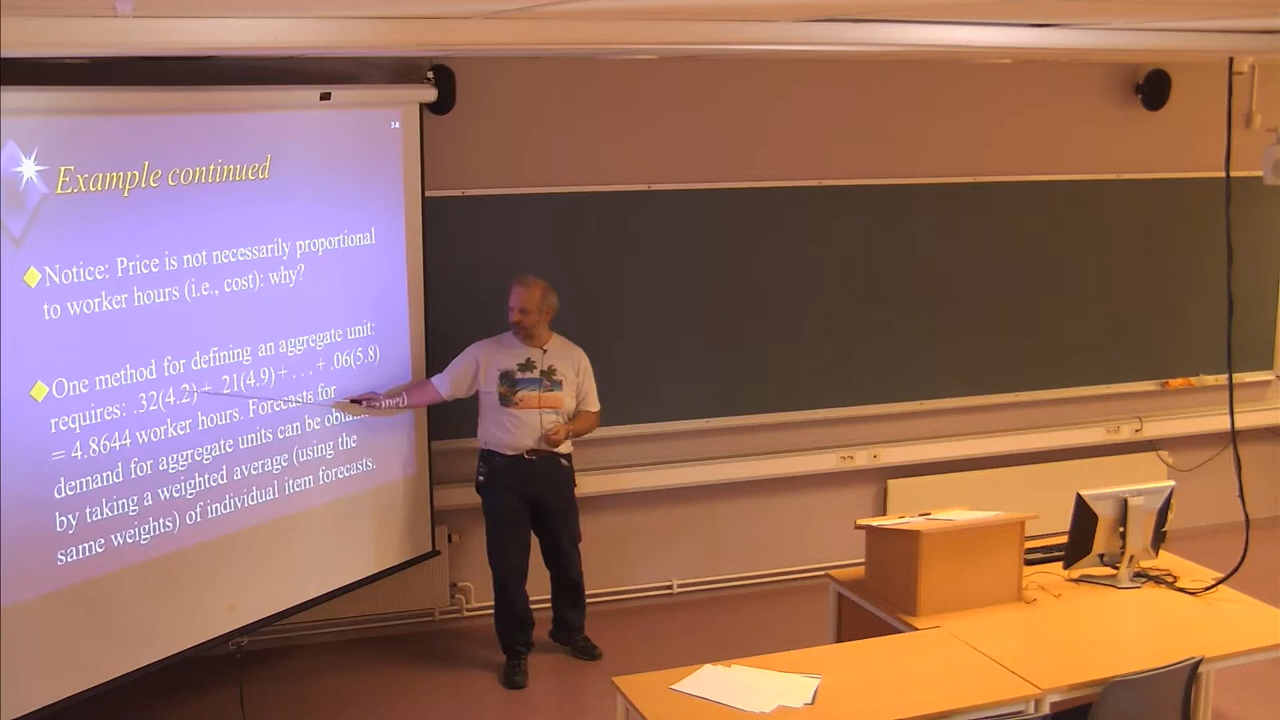 3-8
Example continued
Notice: Price is not necessarily proportional
to worker hours (i.e., cost): why?
One method for defining an aggregate unit:
requires: .32(4.2)+ .21(4.9)+ . . . + .06(5.8)
= 4.8644 worker hours. Forecasts for
demand for aggregate units can be obtained
by taking a weighted average (using the
same weights) of individual item forecasts.